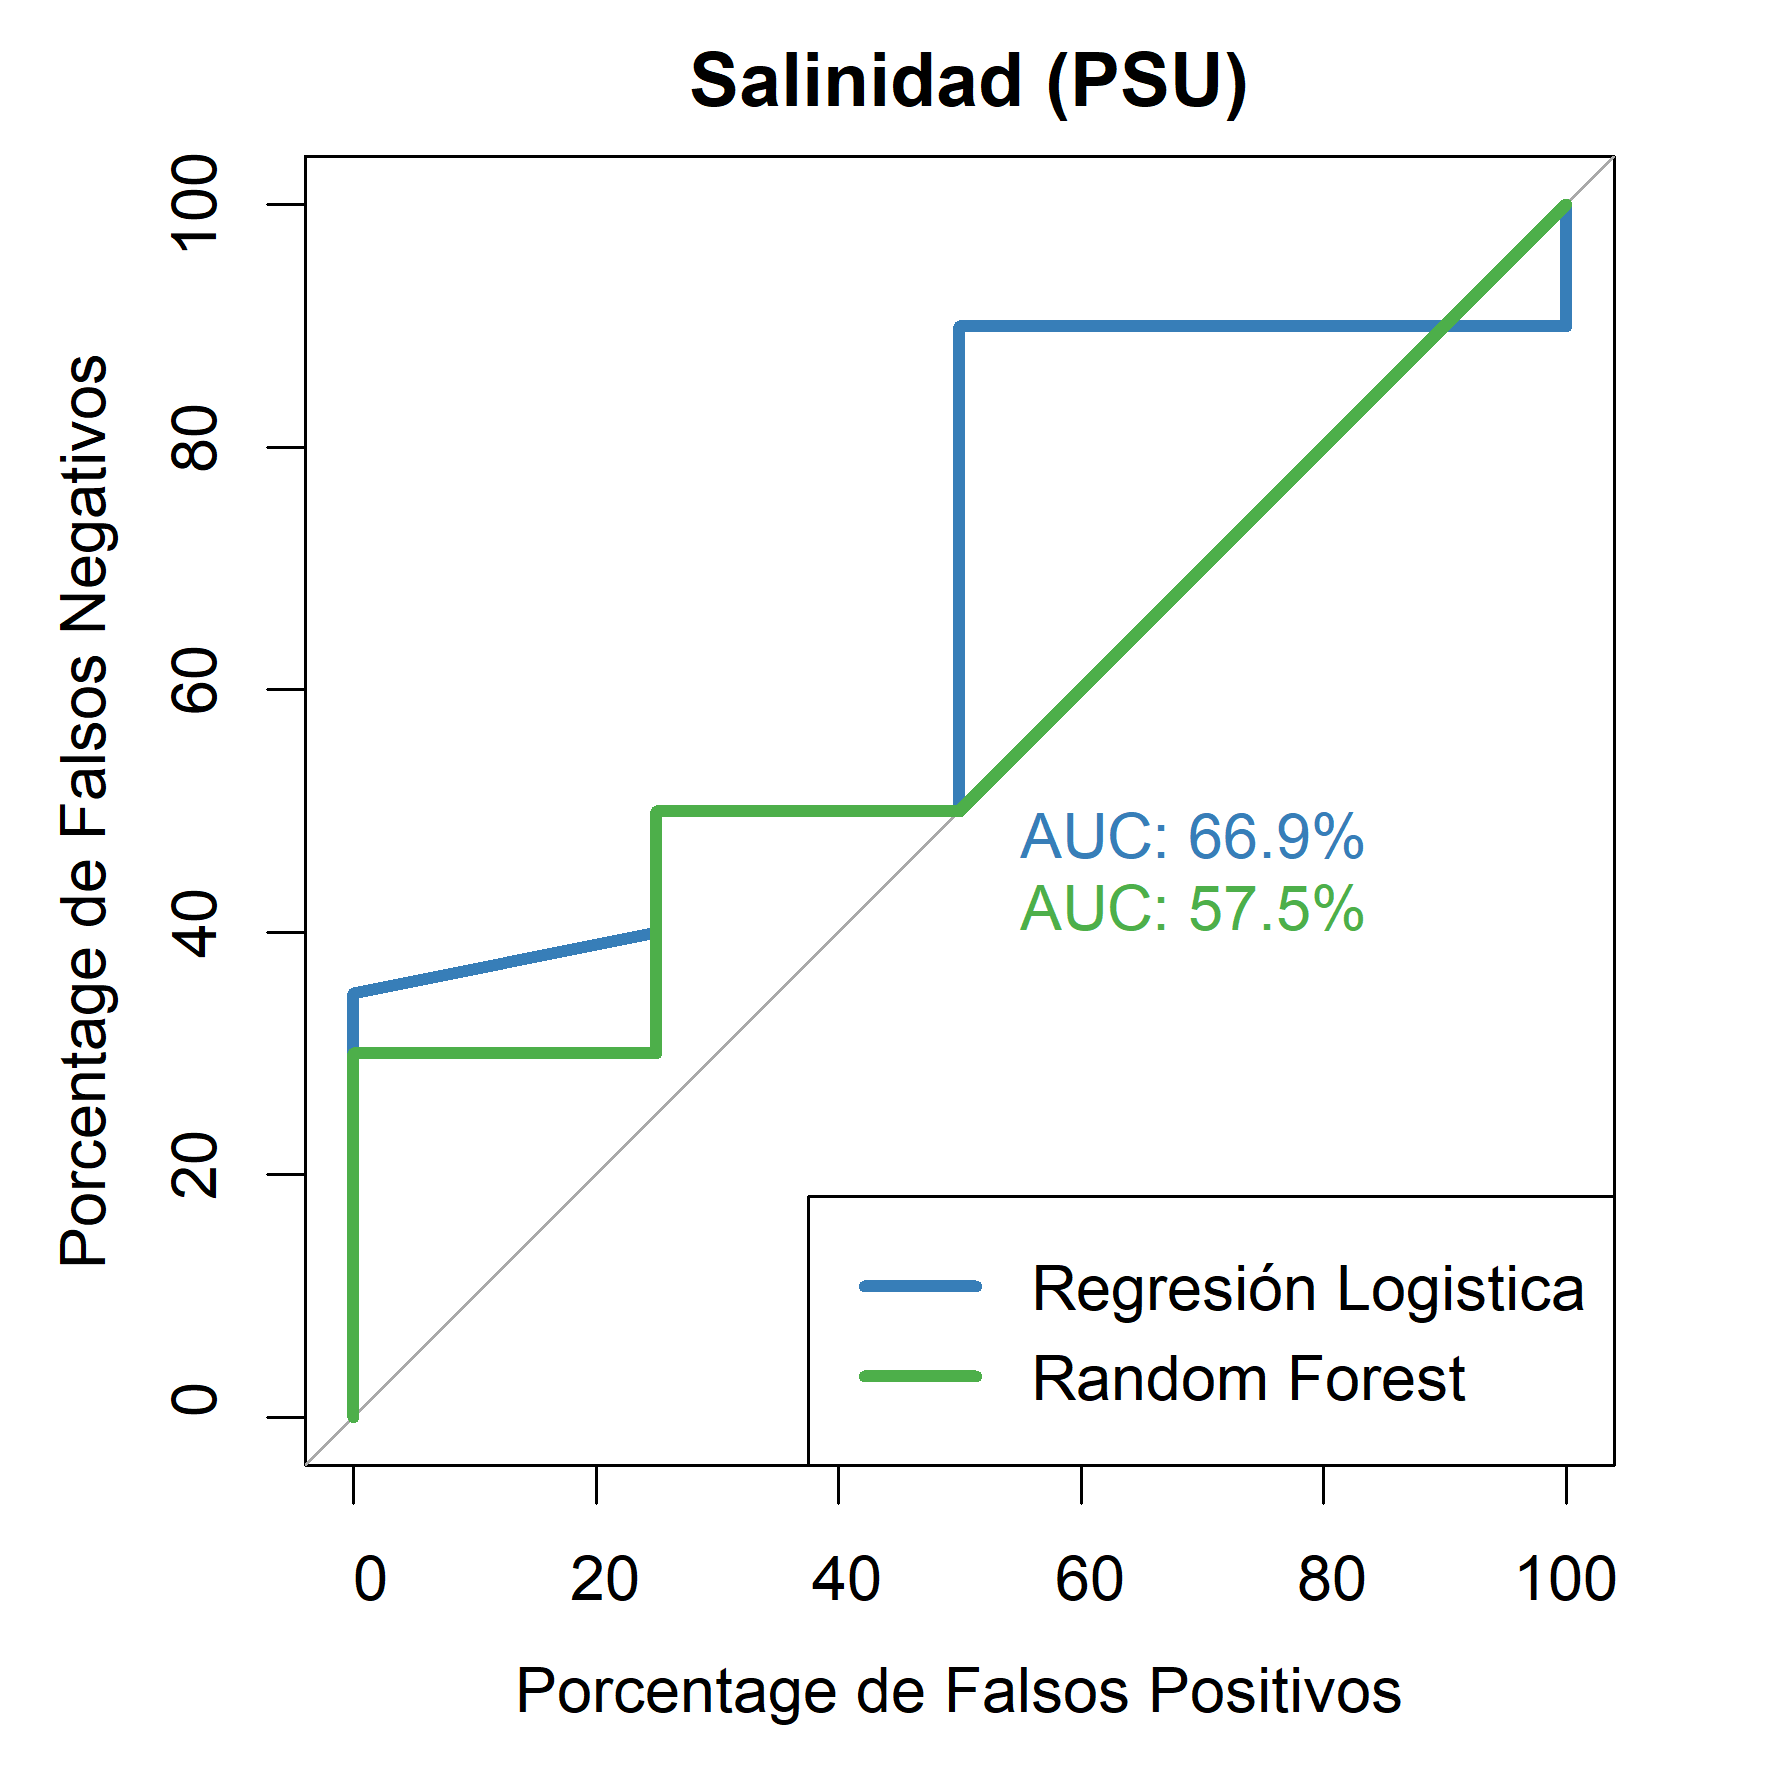 Salinidad (PSU)
Porcentage de Falsos Negativos
100
80
60
40
20
0
AUC: 66.9%
AUC: 57.5%
Regresión Logistica
Random Forest
0 20 40 60 80 100
Porcentage de Falsos Positivos